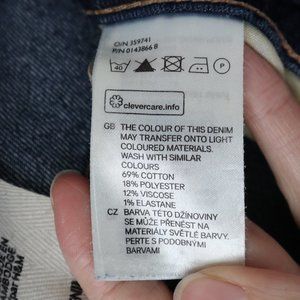 O/N 359741
P/N 0143866 B
40
P
clevercare.info
GB THE COLOUR OF THIS DENIM
MAY TRANSFER ONTO LIGHT
COLOURED MATERIALS.
WASH WITH SIMILAR
COLOURS
69% COTTON
18% POLYESTER
12% VISCOSE
1% ELASTANE
CZ BARVA TÉTO DŽÍNOVINY
SE MŮŽE PŘENÉST NA
MATERIÁLY SVĚTLÉ BARVY.
PERTE S PODOBNÝMI
BARVAMI
H&M